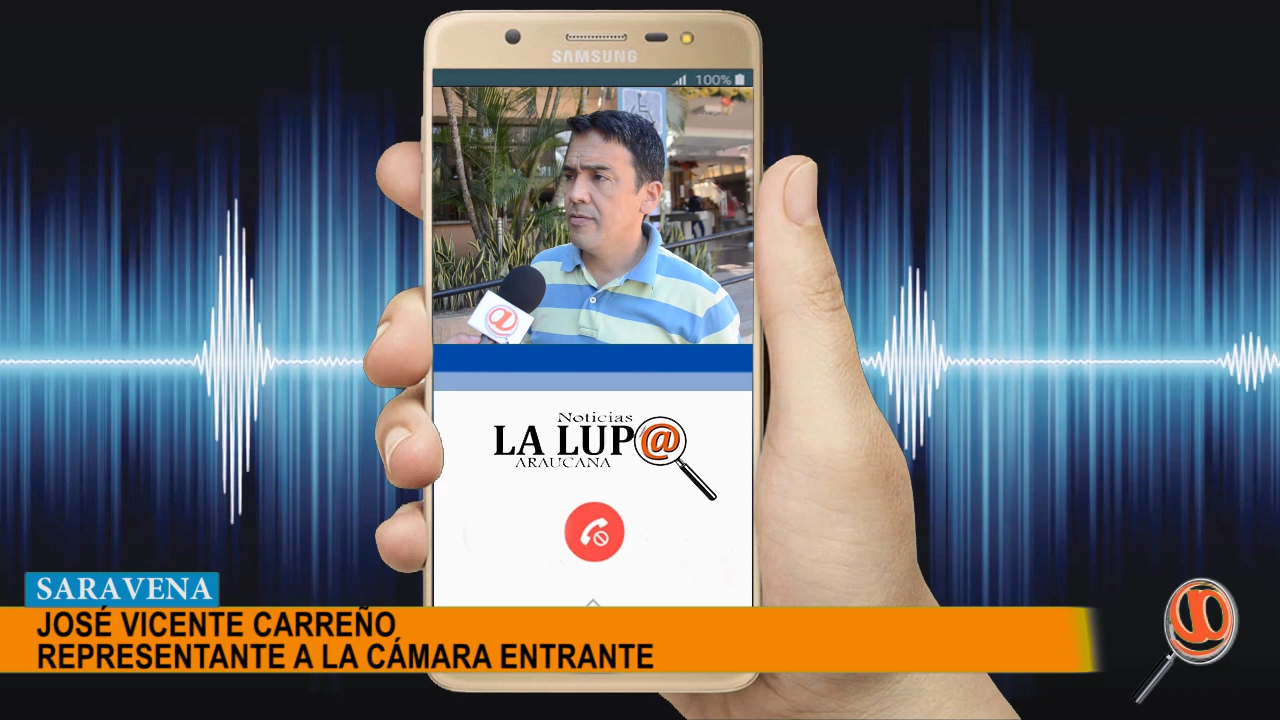 SAMSUNG
100%
@
Noticias
LA LUP@
ARAUCANA
SARAVENA
JOSÉ VICENTE CARREÑO
REPRESENTANTE A LA CÁMARA ENTRANTE